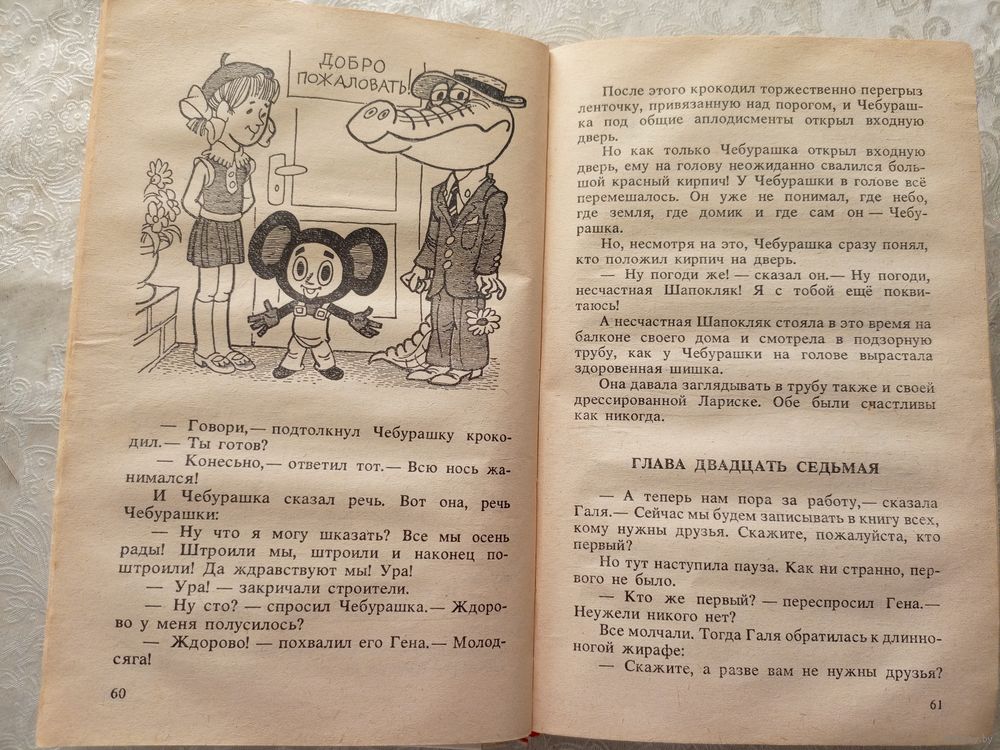 ДОБРО
ПОЖАЛОВАТЬ!
— Говори,— подтолкнул Чебурашку кроко-
дил.— Ты готов?
— Конесьно,— ответил тот.— Всю нось жа-
нимался!
И Чебурашка сказал речь. Вот она, речь
Чебурашки:
— Ну что я могу шказать? Все мы осень
рады! Штроили мы, штроили и наконец по-
штроили! Да ждравствуют мы! Ура!
— Ура! — закричали строители.
— Ну сто? — спросил Чебурашка.— Ждоро-
во у меня полусилось?
— Ждорово! — похвалил его Гена.— Молод-
сяга!
60
После этого крокодил торжественно перегрыз
ленточку, привязанную над порогом, и Чебураш-
ка под общие аплодисменты открыл входную
дверь.
Но как только Чебурашка открыл входную
дверь, ему на голову неожиданно свалился боль-
шой красный кирпич! У Чебурашки в голове всё
перемешалось. Он уже не понимал, где небо,
где земля, где домик и где сам он — Чебу-
рашка.
Но, несмотря на это, Чебурашка сразу понял,
кто положил кирпич на дверь.
— Ну погоди же! — сказал он.— Ну погоди,
несчастная Шапокляк! Я с тобой ещё покви-
таюсь!
А несчастная Шапокляк стояла в это время на
балконе своего дома и смотрела в подзорную
трубу, как у Чебурашки на голове вырастала
здоровенная шишка.
Она давала заглядывать в трубу также и своей
дрессированной Лариске. Обе были счастливы
как никогда.
ГЛАВА ДВАДЦАТЬ СЕДЬМАЯ
— А теперь нам пора за работу,— сказала
Галя.— Сейчас мы будем записывать в книгу всех,
кому нужны друзья. Скажите, пожалуйста, кто
первый?
Но тут наступила пауза. Как ни странно, пер-
вого не было.
— Кто же первый? — переспросил Гена.—
Неужели никого нет?
Все молчали. Тогда Галя обратилась к длинно-
ногой жирафе:
— Скажите, а разве вам не нужны друзья?
61